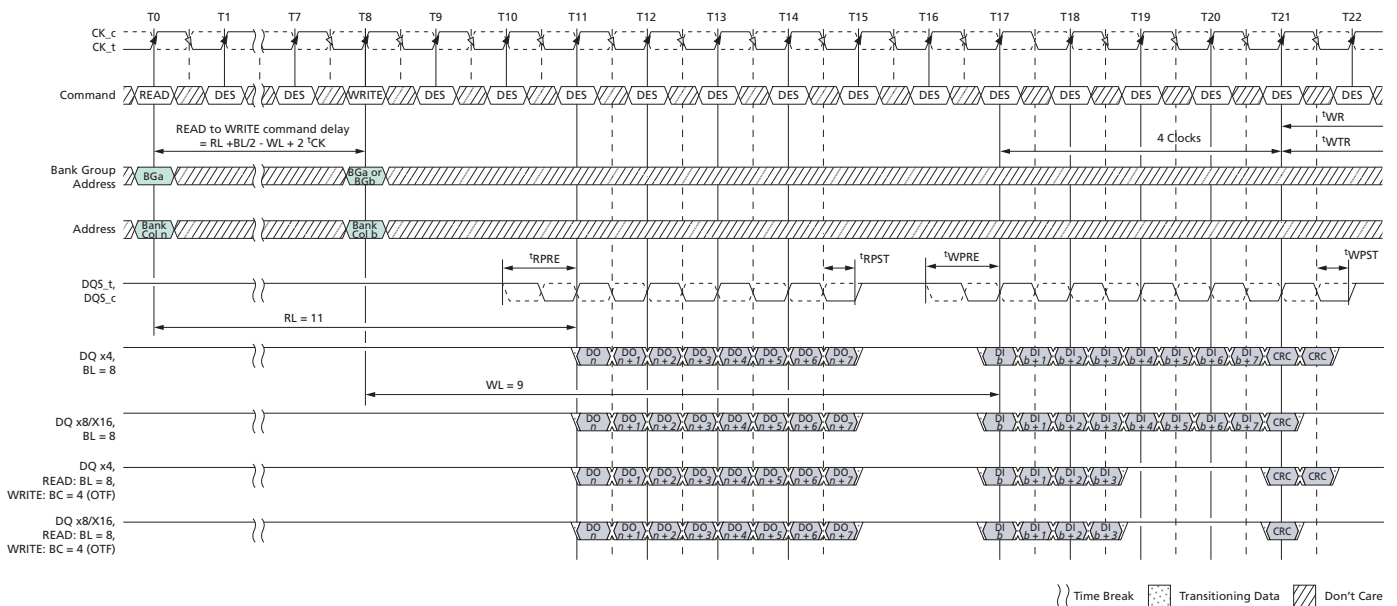 T0 T1 T7 T8 T9 T10 T11 T12 T13 T14 T15 T16 T17 T18 T19 T20 T21 T22
CK_c
CK_t
Command READ DES DES WRITE DES DES DES DES DES DES DES DES DES DES DES DES DES DES
READ to WRITE command delay
= RL +BL/2 - WL + 2 tCK
4 Clocks
tWR
tWTR
Bank Group
Address
BGa
BGa or
BGb
Address
Bank
Col n
Bank
Col b
tRPRE tRPST tWPRE tWPST
DQS_t,
DQS_c
RL = 11
DQ x4,
BL = 8
DO n DO n + 1 DO n + 2 DO n + 3 DO n + 4 DO n + 5 DO n + 6 DO n + 7 DI b DI b + 1 DI b + 2 DI b + 3 DI b + 4 DI b + 5 DI b + 6 DI b + 7 CRC CRC
WL = 9
DQ x8/X16,
BL = 8
DO n DO n + 1 DO n + 2 DO n + 3 DO n + 4 DO n + 5 DO n + 6 DO n + 7 DI b DI b + 1 DI b + 2 DI b + 3 DI b + 4 DI b + 5 DI b + 6 DI b + 7 CRC
DQ x4,
READ: BL = 8,
WRITE: BC = 4 (OTF)
DO n DO n + 1 DO n + 2 DO n + 3 DO n + 4 DO n + 5 DO n + 6 DO n + 7 DI b DI b + 1 DI b + 2 DI b + 3 CRC CRC
DQ x8/X16,
READ: BL = 8,
WRITE: BC = 4 (OTF)
DO n DO n + 1 DO n + 2 DO n + 3 DO n + 4 DO n + 5 DO n + 6 DO n + 7 DI b DI b + 1 DI b + 2 DI b + 3 CRC
Time Break Transitioning Data Don't Care